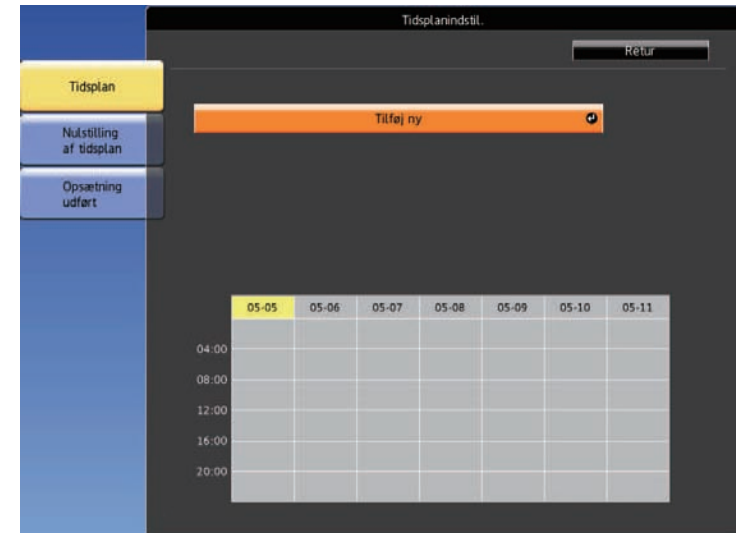 Tidsplanindstil.
Retur
Tidsplan
Tilføj ny
Nulstilling
af tidsplan
Opsætning
udført
05-05 05-06 05-07 05-08 05-09 05-10 05-11
04:00
08:00
12:00
16:00
20:00